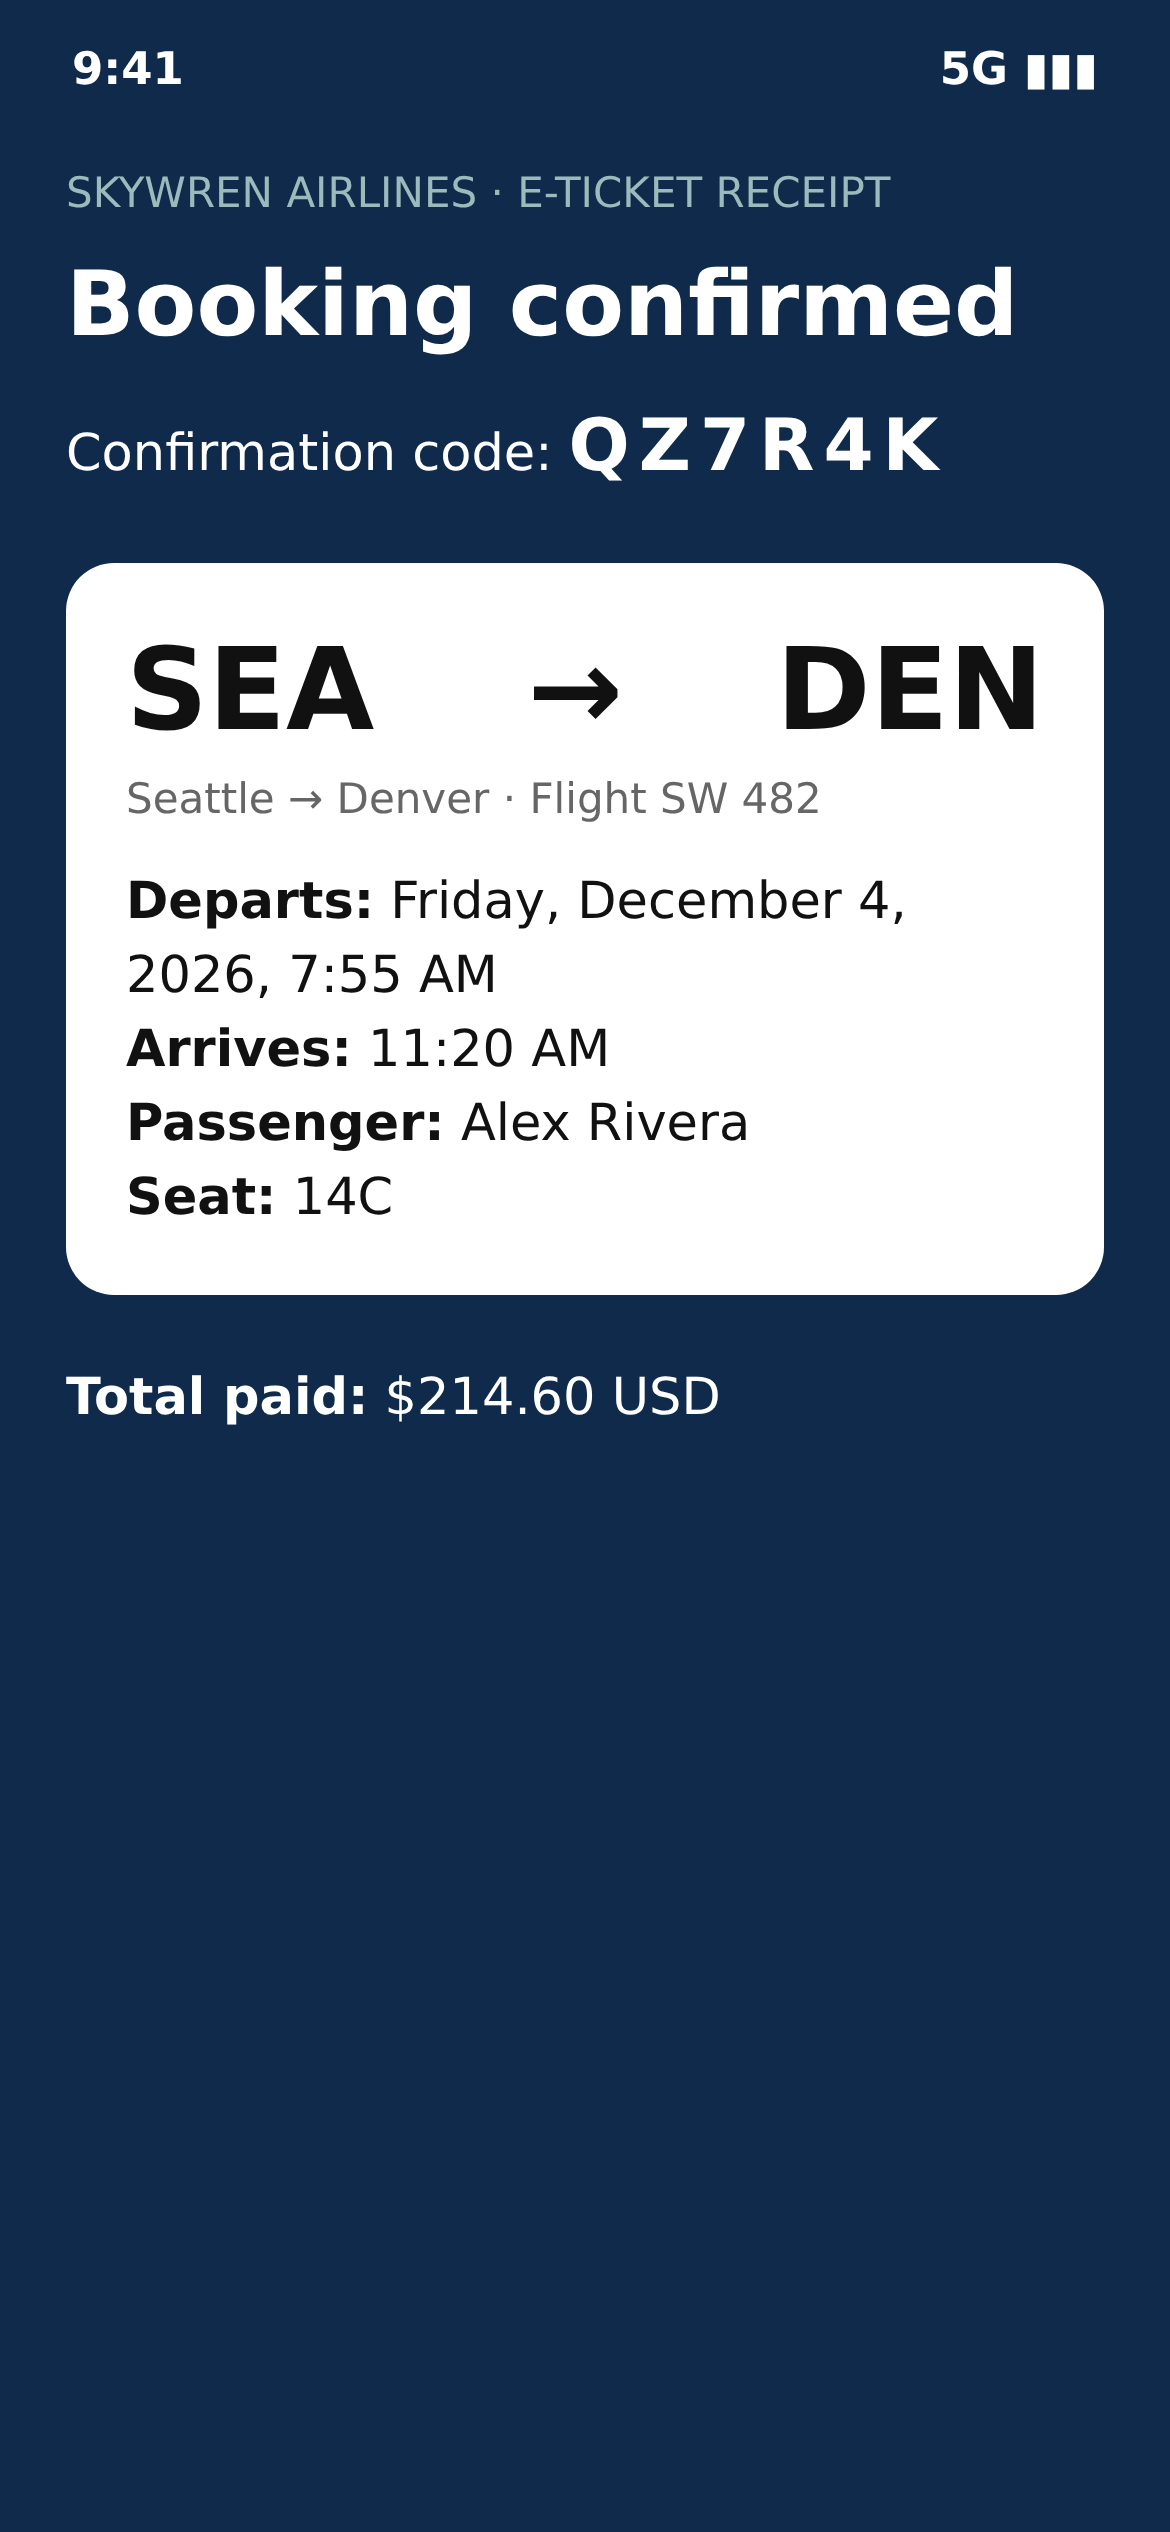 9:41 5G
SKYWREN AIRLINES · E-TICKET RECEIPT
Booking confirmed
Confirmation code: QZ7R4K
SEA → DEN
Seattle → Denver · Flight SW 482
Departs: Friday, December 4,
2026, 7:55 AM
Arrives: 11:20 AM
Passenger: Alex Rivera
Seat: 14C
Total paid: $214.60 USD